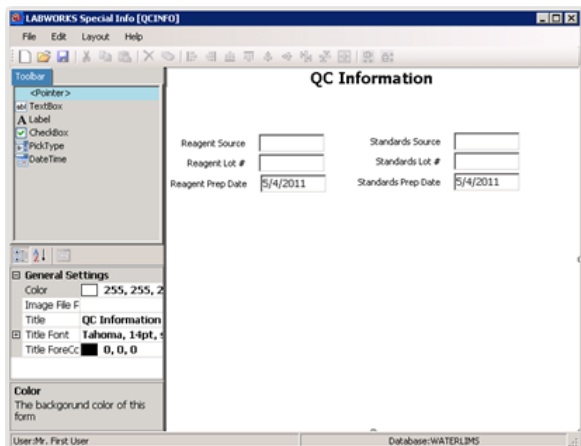 LABWORKS Special Info [QCINFO]
File Edit Layout Help
Toolbar
<Pointer>
abl TextBox
A Label
CheckBox
PickType
DateTime
QC Information
Reagent Source
Standards Source
Reagent Lot #
Standards Lot #
Reagent Prep Date 5/4/2011
Standards Prep Date 5/4/2011
General Settings
Color 255, 255, 2
Image File F
Title QC Information
Title Font Tahoma, 14pt, s
Title ForeCc 0, 0, 0
Color
The backgorund color of this
form
User:Mr. First User
Database:WATERLIMS